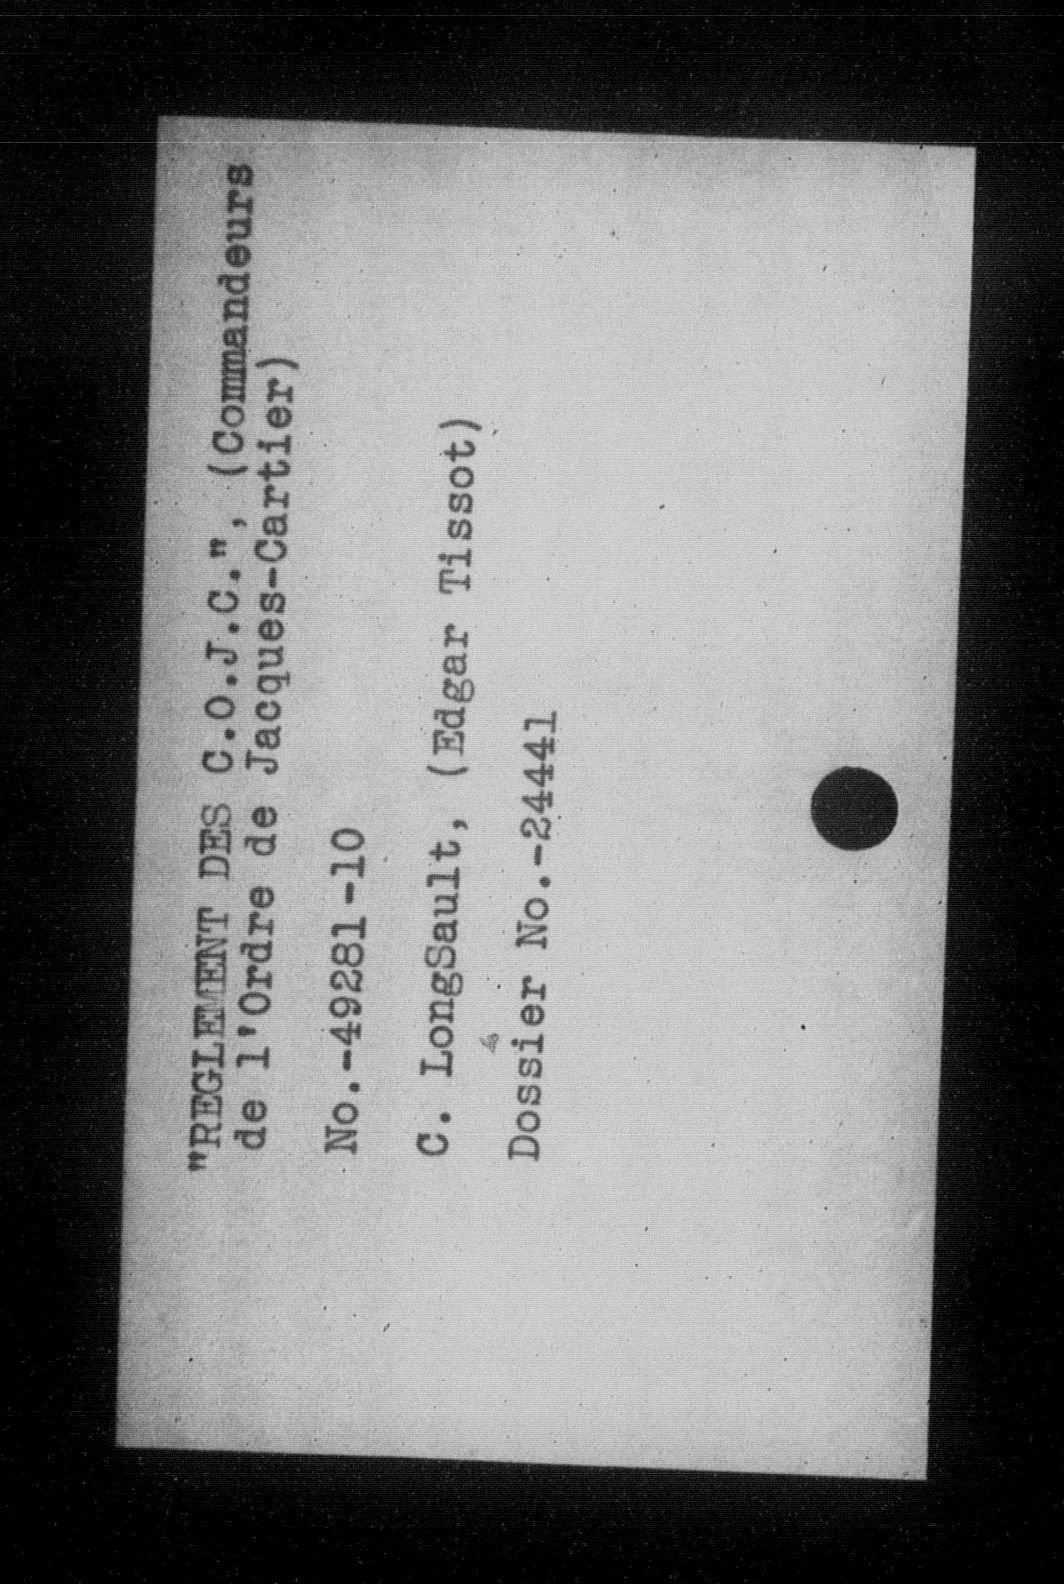 "REGLEMENT DES C.O.J.C.", (Commandeurs
de l'Ordre de Jacques-Cartier)
No.-49281-10
C. LongSault, (Edgar Tissot)
Dossier No.-24441